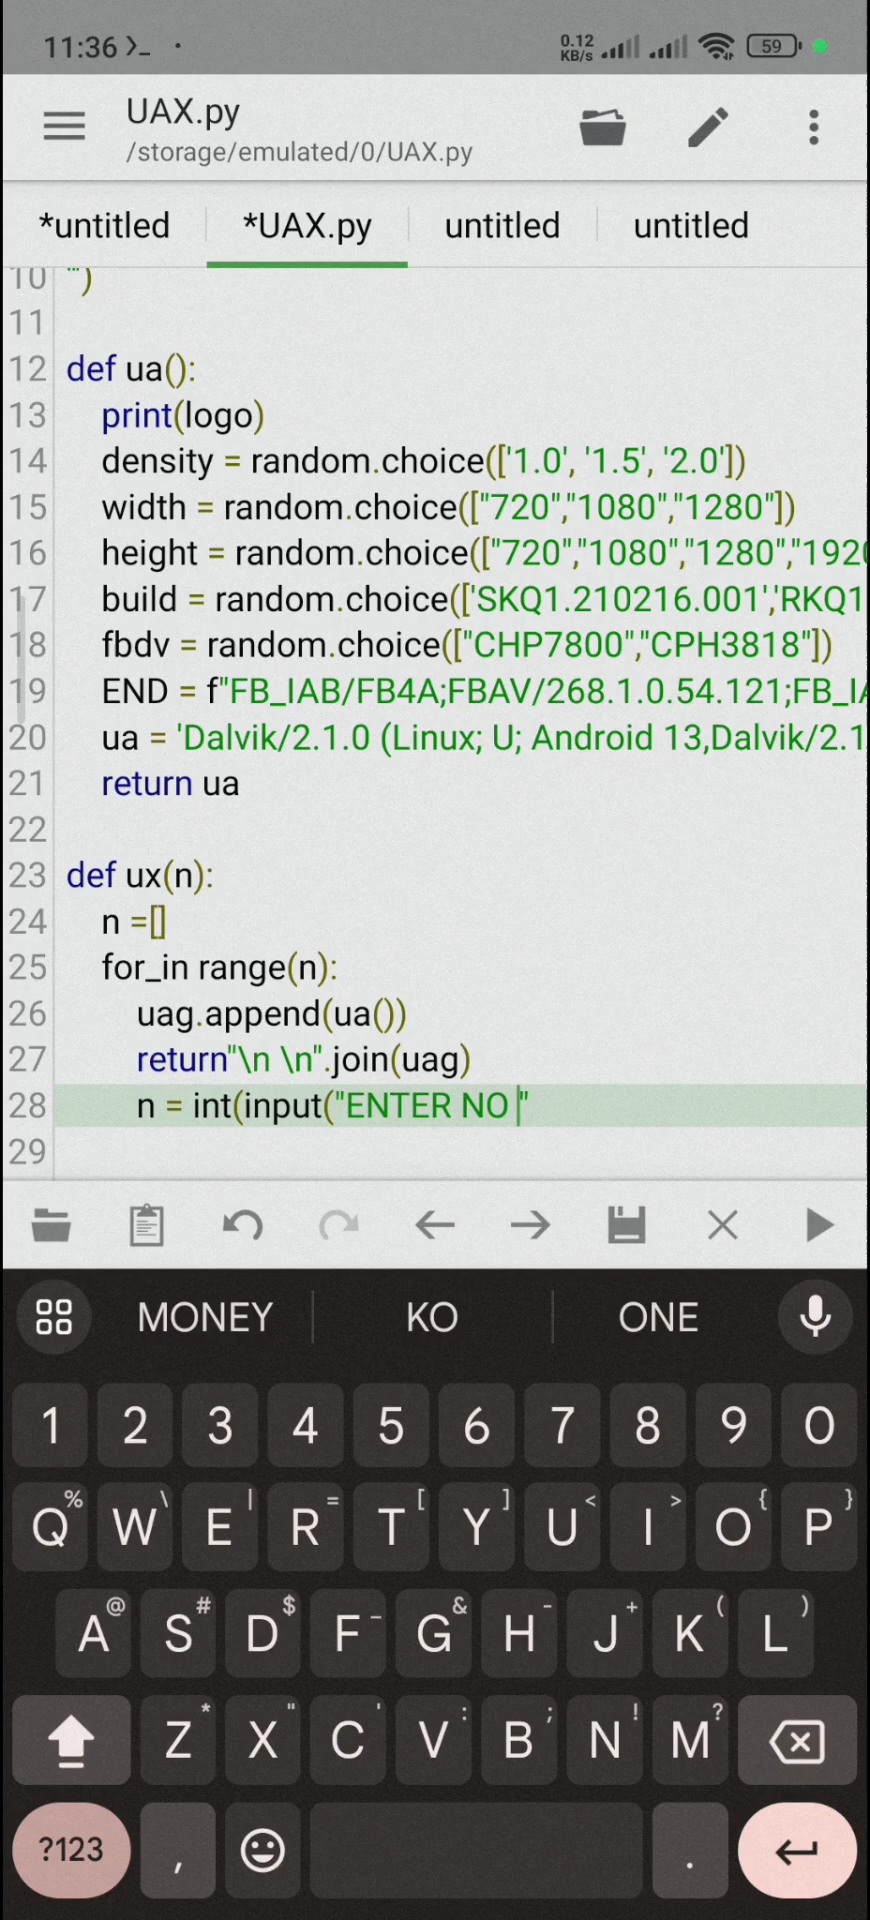 11:36
0.12
KB/s
59
UAX.py
/storage/emulated/0/UAX.py
*untitled
*UAX.py
untitled
untitled
10 ''')
11
12 def ua():
13 print(logo)
14 density = random.choice(['1.0', '1.5', '2.0'])
15 width = random.choice(["720","1080","1280"])
16 height = random.choice(["720","1080","1280","1920
17 build = random.choice(['SKQ1.210216.001','RKQ1
18 fbdv = random.choice(["CHP7800","CPH3818"])
19 END = f"FB_IAB/FB4A;FBAV/268.1.0.54.121;FB_IA
20 ua = 'Dalvik/2.1.0 (Linux; U; Android 13,Dalvik/2.1
21 return ua
22
23 def ux(n):
24 n =[]
25 for_in range(n):
26 uag.append(ua())
27 return"\n \n".join(uag)
28 n = int(input("ENTER NO "
29
MONEY
KO
ONE
1 2 3 4 5 6 7 8 9 0
Q % W \ E | R = T [ Y ] U < I > O { P }
A @ S # D $ F _ G & H - J + K ( L )
Z * X " C ' V : B ; N ! M ?
?123 , .